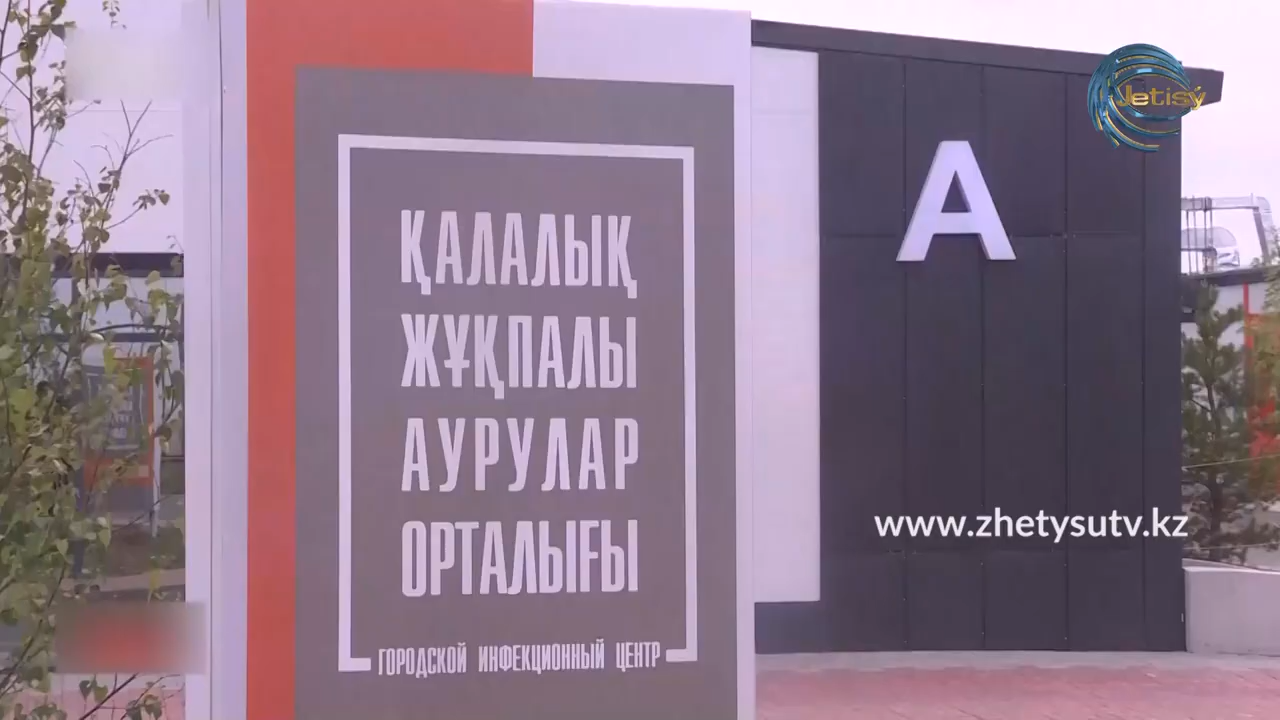 Jetisý
A
ҚАЛАЛЫҚ
ЖҰҚПАЛЫ
АУРУЛАР
ОРТАЛЫҒЫ
ГОРОДСКОЙ ИНФЕКЦИОННЫЙ ЦЕНТР
www.zhetysutv.kz